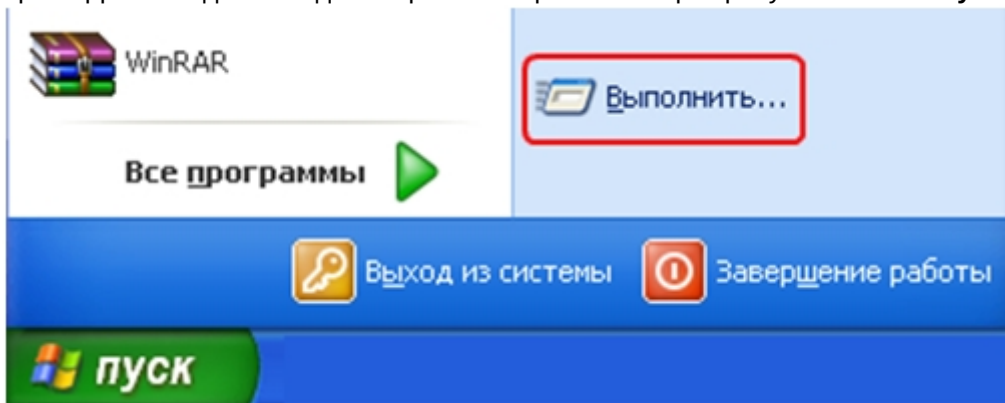 WinRAR
Выполнить...
Все программы
Выход из системы
Завершение работы
пуск